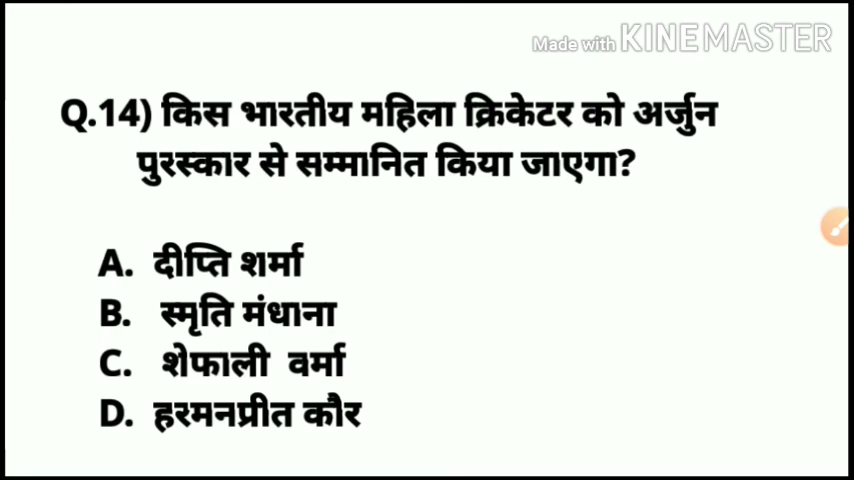 Made with KINEMASTER
Q.14) किस भारतीय महिला क्रिकेटर को अर्जुन
पुरस्कार से सम्मानित किया जाएगा?
A. दीप्ति शर्मा
B. स्मृति मंधाना
C. शेफाली वर्मा
D. हरमनप्रीत कौर